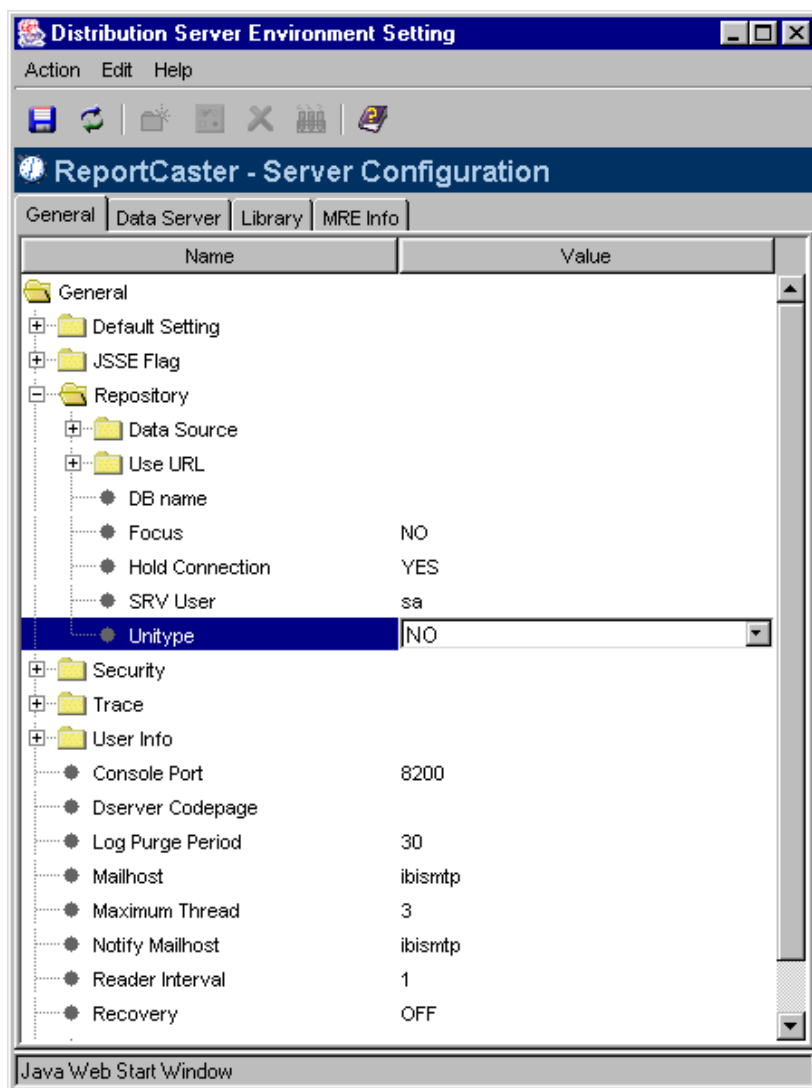 Distribution Server Environment Setting
Action Edit Help
ReportCaster - Server Configuration
General Data Server Library MRE Info
Name Value
General
Default Setting
JSSE Flag
Repository
Data Source
Use URL
DB name
Focus NO
Hold Connection YES
SRV User sa
Unitype NO
Security
Trace
User Info
Console Port 8200
Dserver Codepage
Log Purge Period 30
Mailhost ibismtp
Maximum Thread 3
Notify Mailhost ibismtp
Reader Interval 1
Recovery OFF
Java Web Start Window